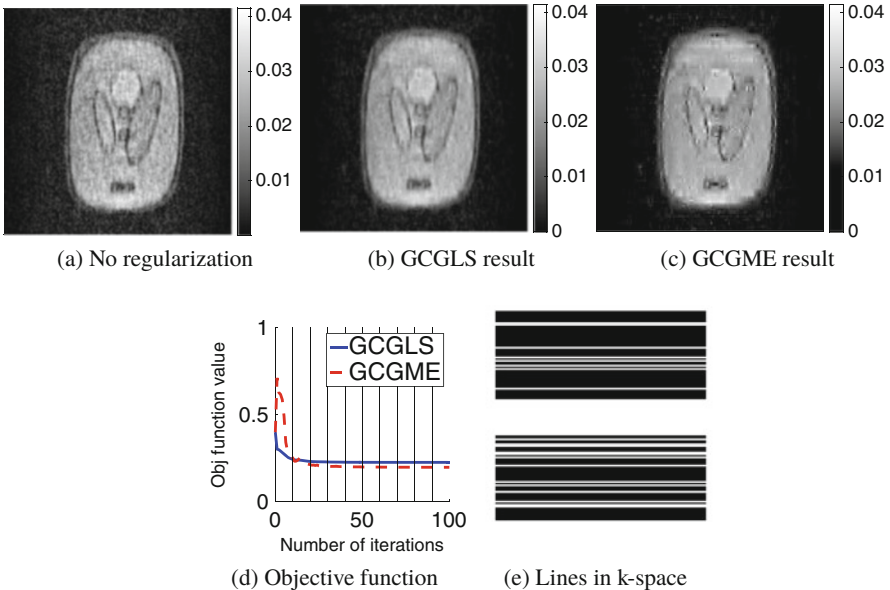 0.04
0.03
0.02
0.01
0.04
0.03
0.02
0.01
0
0.04
0.03
0.02
0.01
0
(a) No regularization
(b) GCGLS result
(c) GCGME result
1
0.5
0
GCGLS
GCGME
Obj function value
0
50
100
Number of iterations
(d) Objective function
(e) Lines in k-space